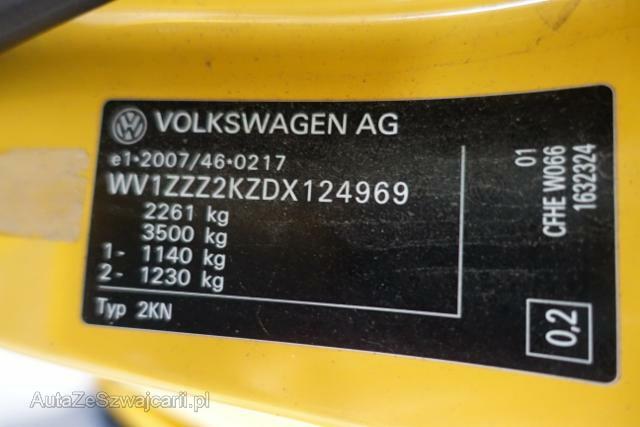 VOLKSWAGEN AG
e1*2007/46*0217
WV1ZZZ2KZDX124969
2261 kg
3500 kg
1- 1140 kg
2- 1230 kg
Typ 2KN
01
CFHE W066
1632324
0,2
AutaZeSzwajcarii.pl